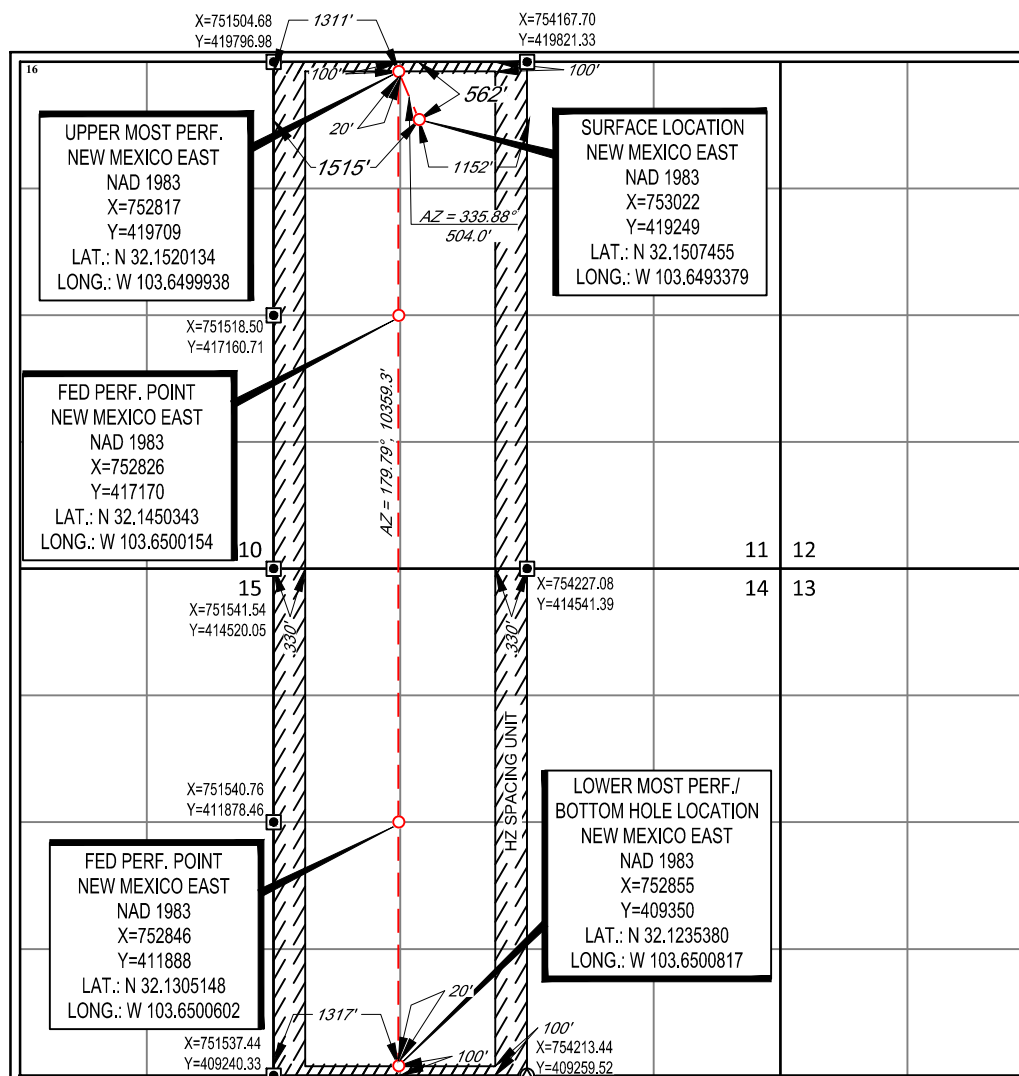 X=751504.68
Y=419796.98
1311'
X=754167.70
Y=419821.33
16
100'
100'
562'
20'
1515'
1152'
UPPER MOST PERF.
NEW MEXICO EAST
NAD 1983
X=752817
Y=419709
LAT.: N 32.1520134
LONG.: W 103.6499938
SURFACE LOCATION
NEW MEXICO EAST
NAD 1983
X=753022
Y=419249
LAT.: N 32.1507455
LONG.: W 103.6493379
AZ = 335.88°
504.0'
X=751518.50
Y=417160.71
FED PERF. POINT
NEW MEXICO EAST
NAD 1983
X=752826
Y=417170
LAT.: N 32.1450343
LONG.: W 103.6500154
AZ = 179.79°, 10359.3'
10
11
12
15
14
13
X=751541.54
Y=414520.05
330'
330'
X=754227.08
Y=414541.39
HZ SPACING UNIT
X=751540.76
Y=411878.46
FED PERF. POINT
NEW MEXICO EAST
NAD 1983
X=752846
Y=411888
LAT.: N 32.1305148
LONG.: W 103.6500602
LOWER MOST PERF./
BOTTOM HOLE LOCATION
NEW MEXICO EAST
NAD 1983
X=752855
Y=409350
LAT.: N 32.1235380
LONG.: W 103.6500817
20'
1317'
100'
100'
X=751537.44
Y=409240.33
X=754213.44
Y=409259.52